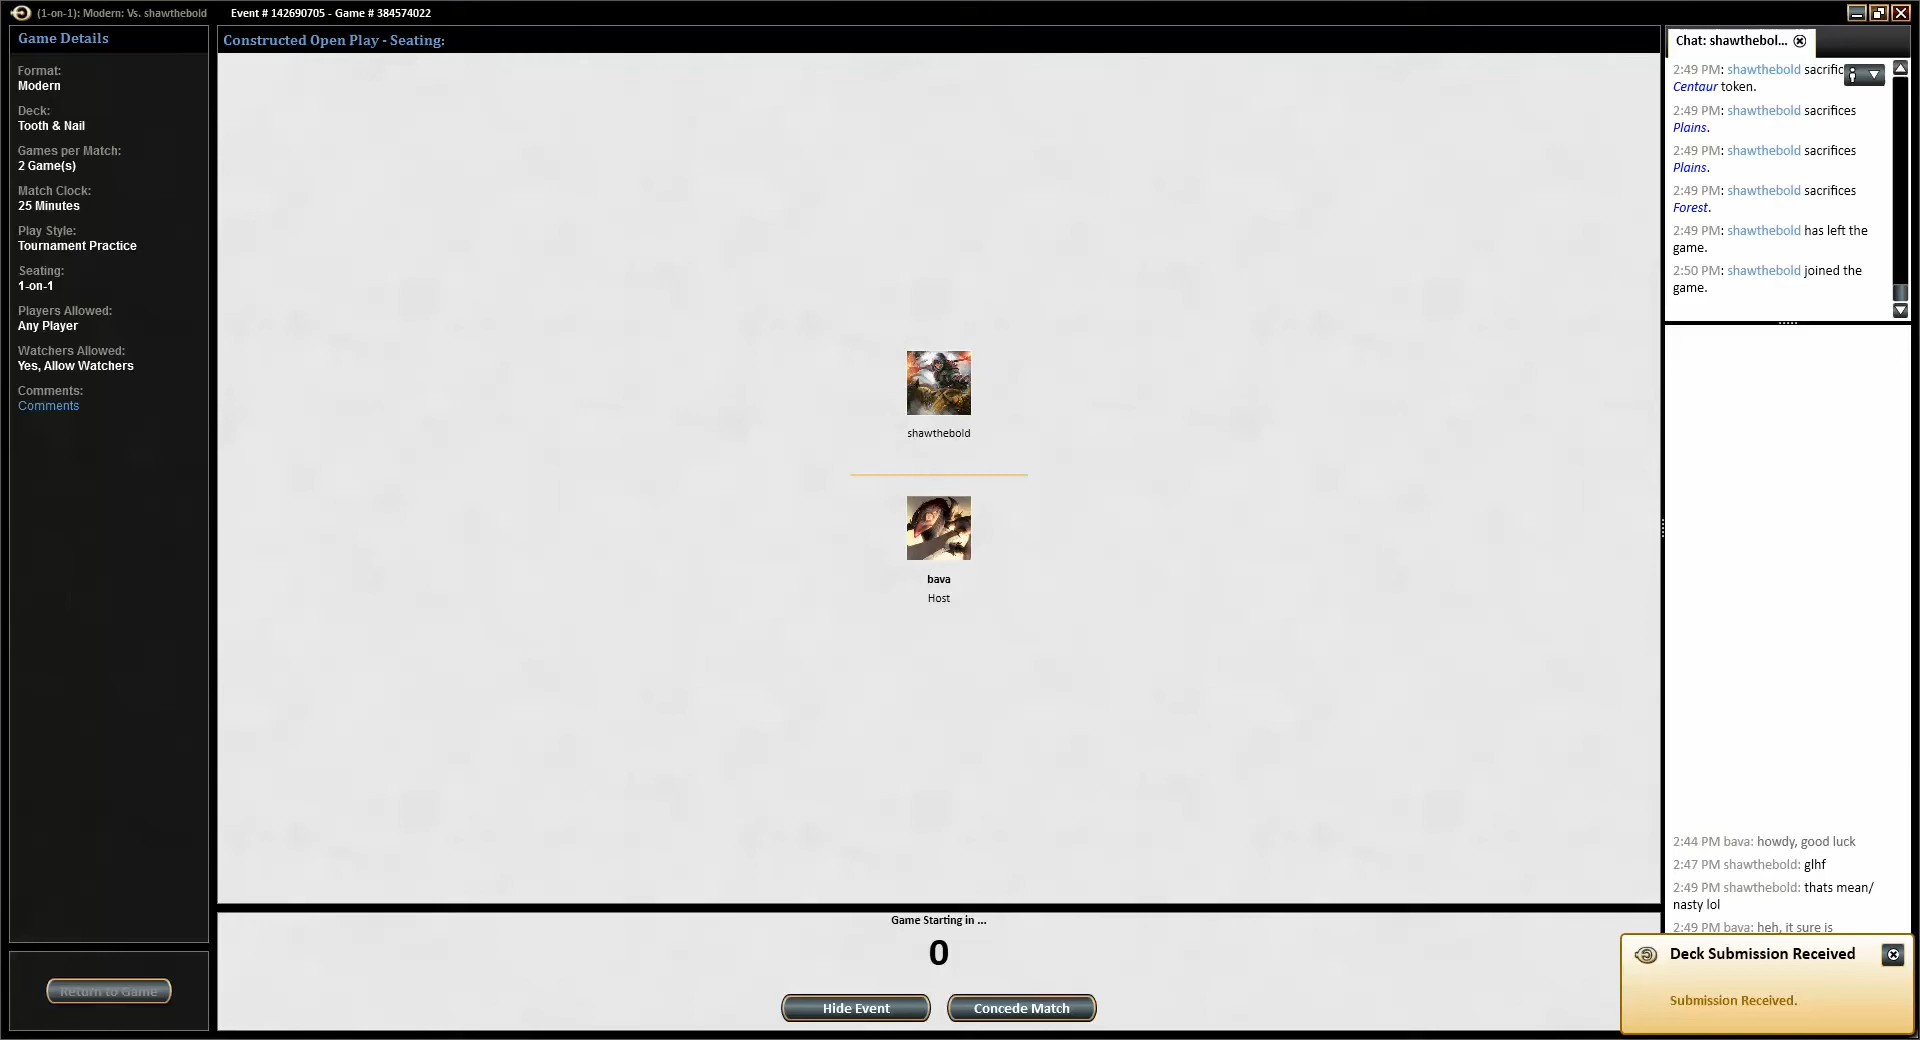 (1-on-1): Modern: Vs. shawthebold
Event # 142690705 - Game # 384574022
Game Details
Format:
Modern
Deck:
Tooth & Nail
Games per Match:
2 Game(s)
Match Clock:
25 Minutes
Play Style:
Tournament Practice
Seating:
1-on-1
Players Allowed:
Any Player
Watchers Allowed:
Yes, Allow Watchers
Comments:
Comments
Return to Game
Constructed Open Play - Seating:
shawthebold
bava
Host
Game Starting in ...
0
Hide Event
Concede Match
Chat: shawthebol...
2:49 PM: shawthebold sacrific
Centaur token.
2:49 PM: shawthebold sacrifices
Plains.
2:49 PM: shawthebold sacrifices
Plains.
2:49 PM: shawthebold sacrifices
Forest.
2:49 PM: shawthebold has left the
game.
2:50 PM: shawthebold joined the
game.
2:44 PM bava: howdy, good luck
2:47 PM shawthebold: glhf
2:49 PM shawthebold: thats mean/
nasty lol
2:49 PM bava: heh, it sure is
Deck Submission Received
Submission Received.